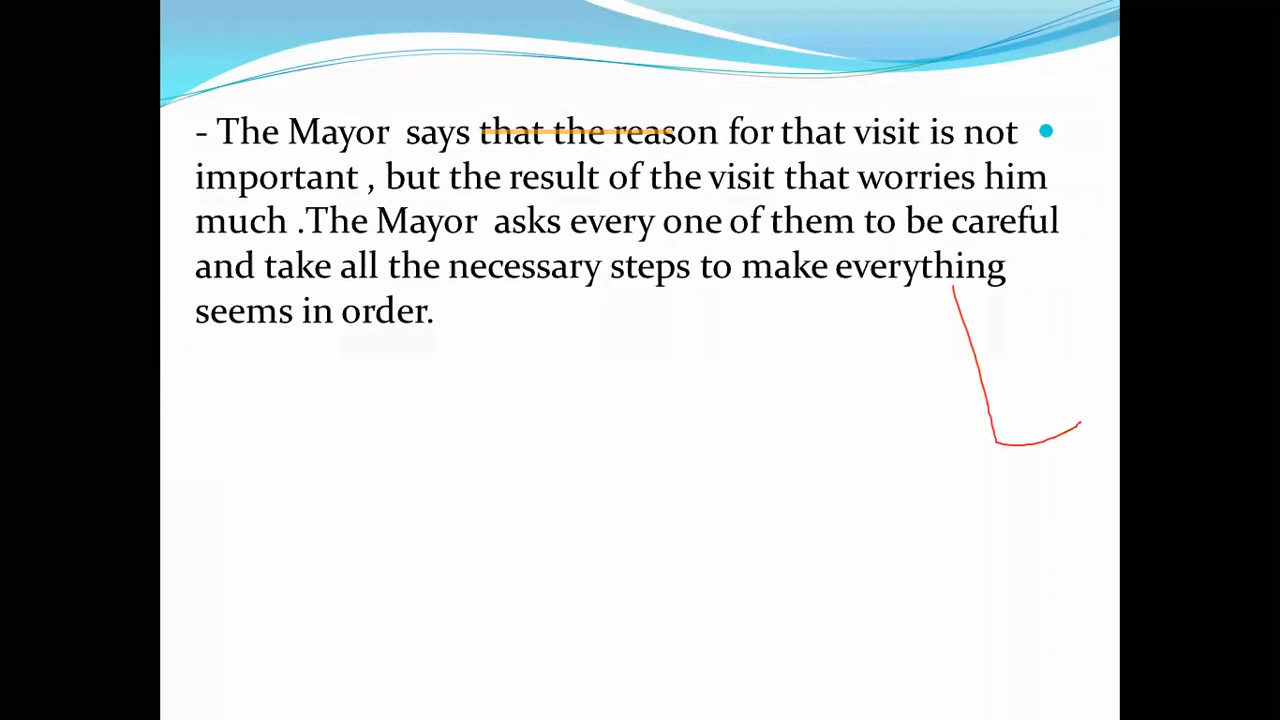 - The Mayor says that the reason for that visit is not
important , but the result of the visit that worries him
much .The Mayor asks every one of them to be careful
and take all the necessary steps to make everything
seems in order.